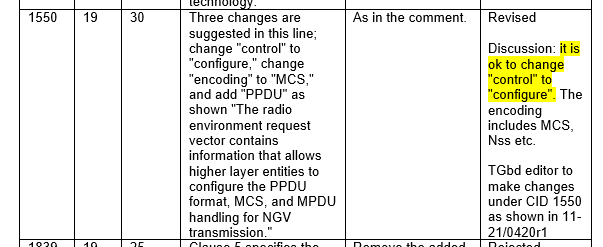 technology.
1550
19
30
Three changes are
suggested in this line;
change "control" to
"configure," change
"encoding" to "MCS,"
and add "PPDU" as
shown "The radio
environment request
vector contains
information that allows
higher layer entities to
configure the PPDU
format, MCS, and MPDU
handling for NGV
transmission."
As in the comment.
Revised
Discussion: it is
ok to change
"control" to
"configure". The
encoding
includes MCS,
Nss etc.
TGbd editor to
make changes
under CID 1550
as shown in 11-
21/0420r1
1839
19
25
Clause 5 specifies the
Remove the added
Rejected